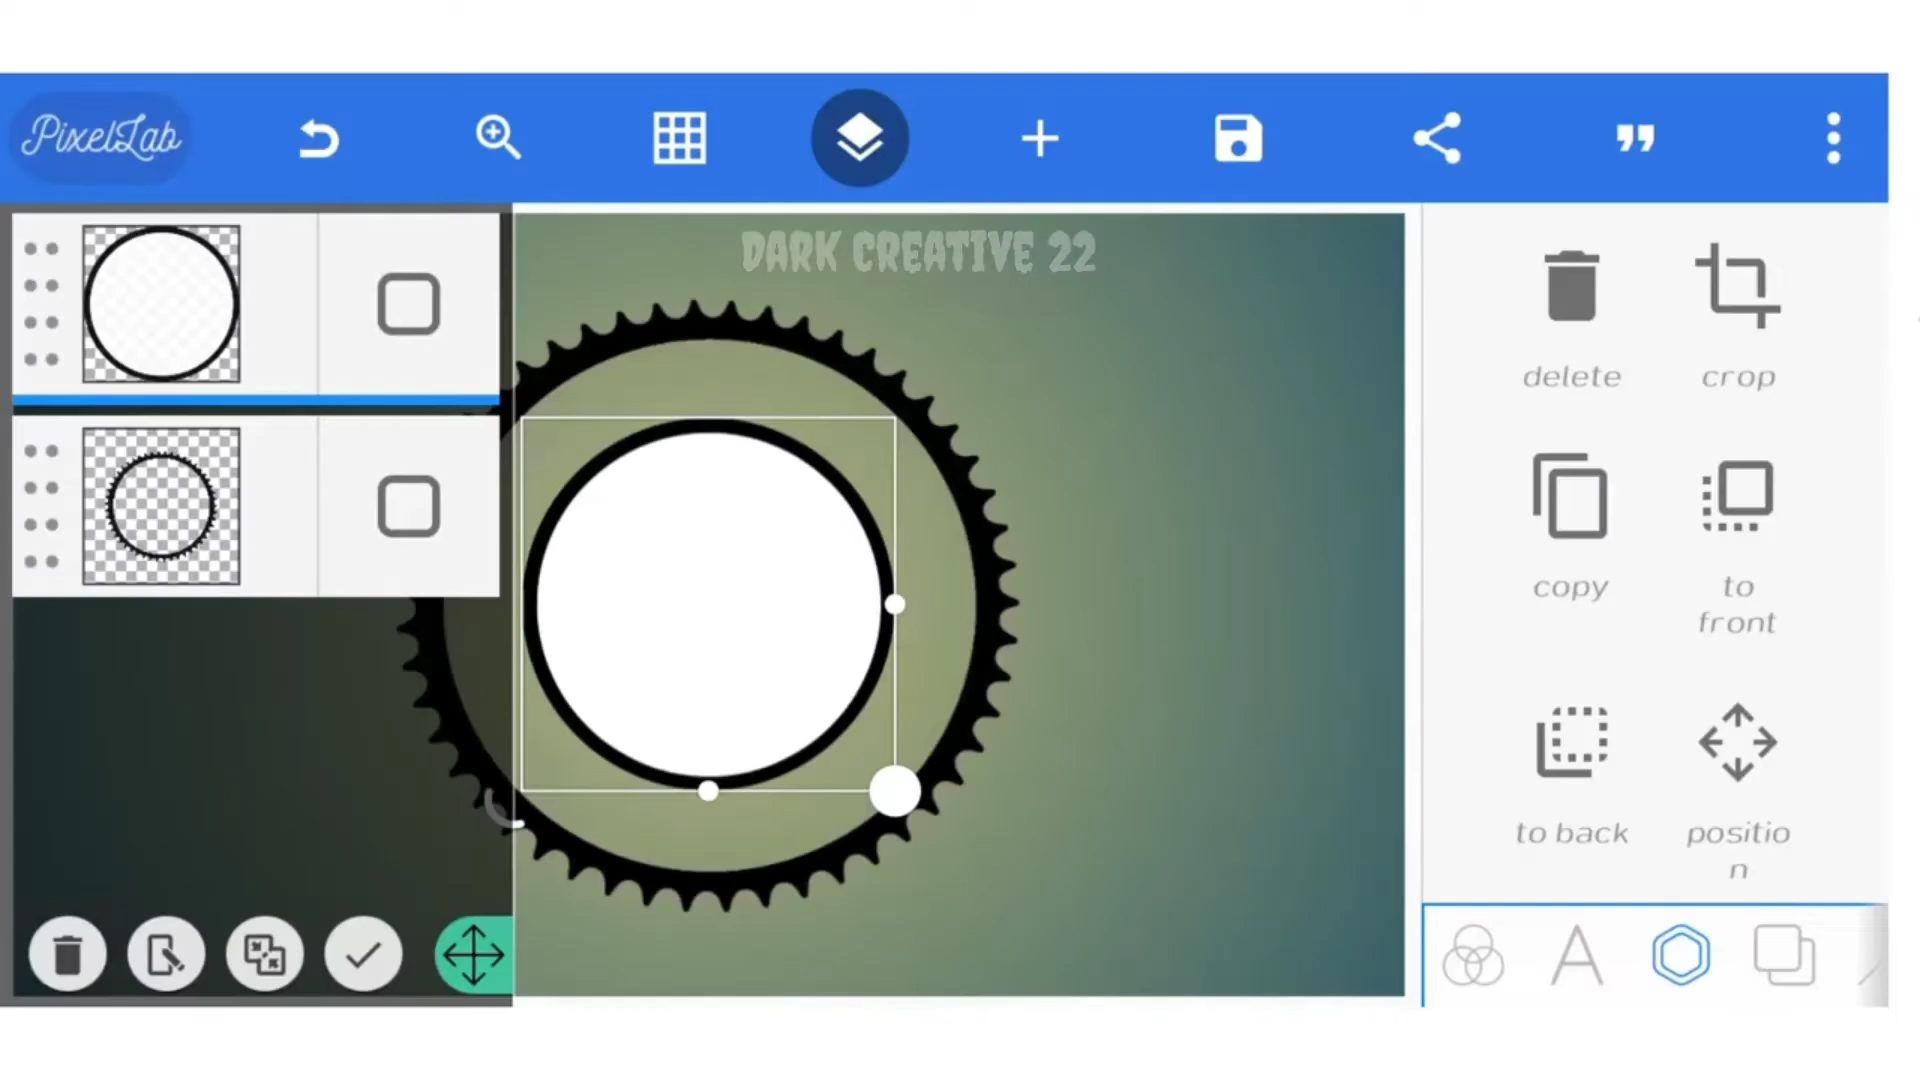 PixelLab
DARK CREATIVE 22
delete
crop
copy
to
front
to back
positio
n